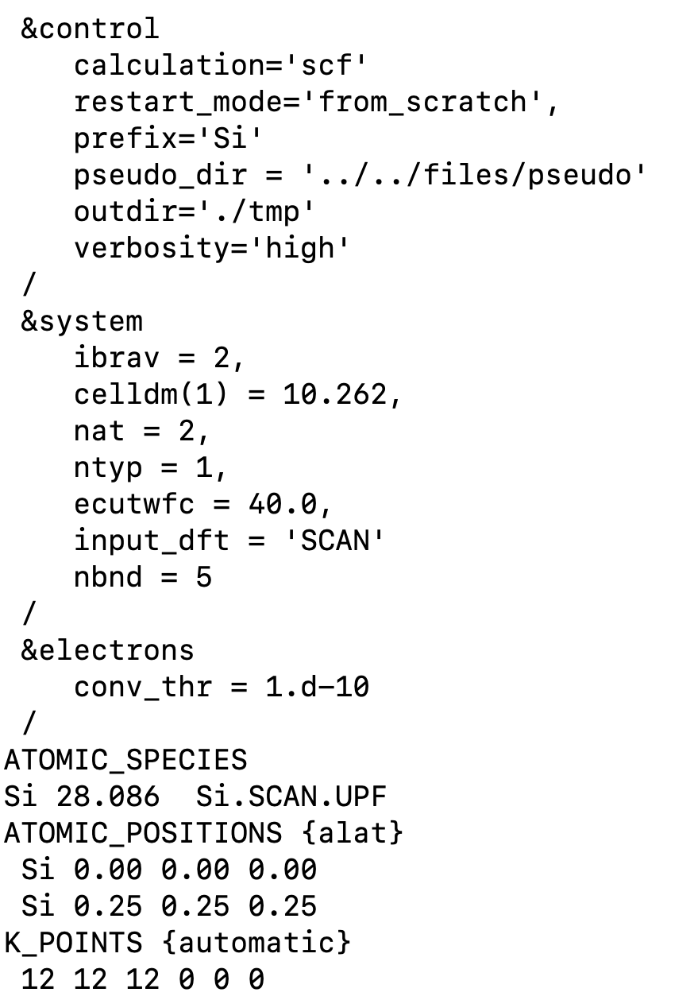 &control
calculation='scf'
restart_mode='from_scratch',
prefix='Si'
pseudo_dir = '../../files/pseudo'
outdir='./tmp'
verbosity='high'
/
&system
ibrav = 2,
celldm(1) = 10.262,
nat = 2,
ntyp = 1,
ecutwfc = 40.0,
input_dft = 'SCAN'
nbnd = 5
/
&electrons
conv_thr = 1.d-10
/
ATOMIC_SPECIES
Si 28.086  Si.SCAN.UPF
ATOMIC_POSITIONS {alat}
Si 0.00 0.00 0.00
Si 0.25 0.25 0.25
K_POINTS {automatic}
12 12 12 0 0 0